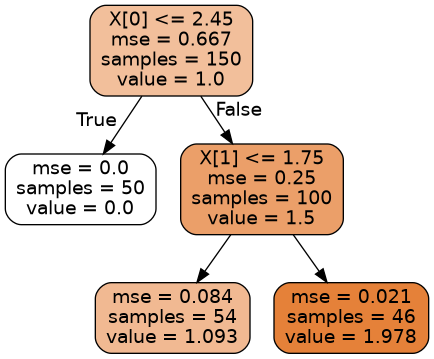 X[0] <= 2.45
mse = 0.667
samples = 150
value = 1.0
True
False
mse = 0.0
samples = 50
value = 0.0
X[1] <= 1.75
mse = 0.25
samples = 100
value = 1.5
mse = 0.084
samples = 54
value = 1.093
mse = 0.021
samples = 46
value = 1.978